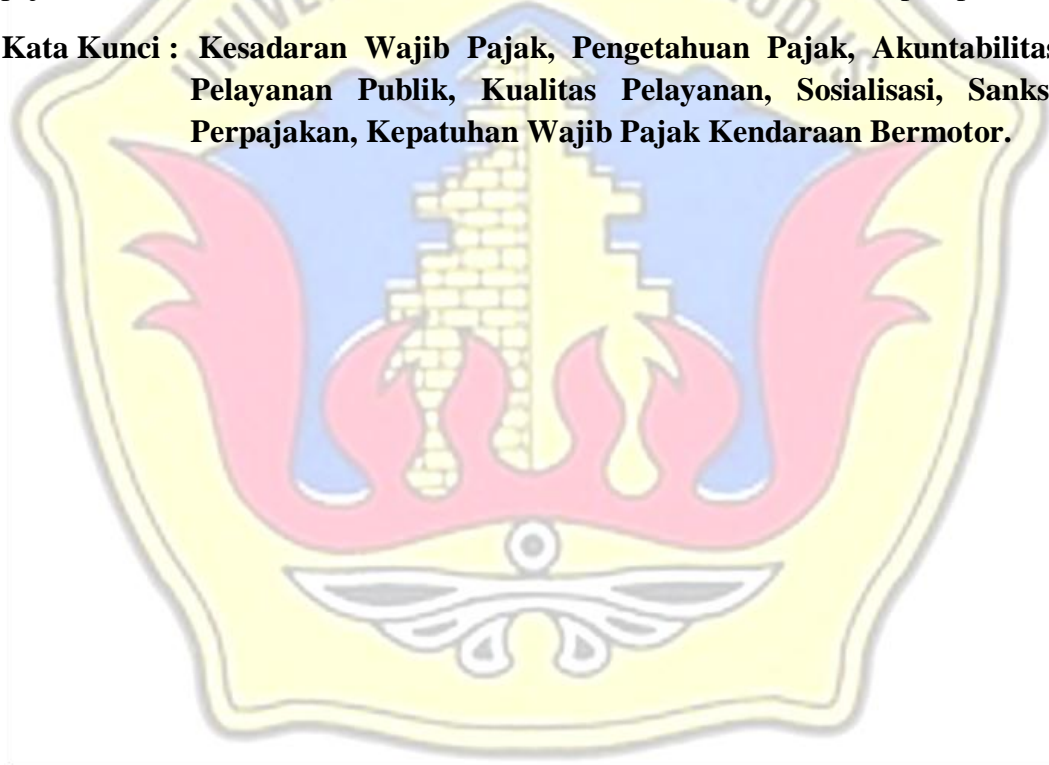 Kata Kunci : Kesadaran Wajib Pajak, Pengetahuan Pajak, Akuntabilitas
Pelayanan Publik, Kualitas Pelayanan, Sosialisasi, Sanks
Perpajakan, Kepatuhan Wajib Pajak Kendaraan Bermotor.